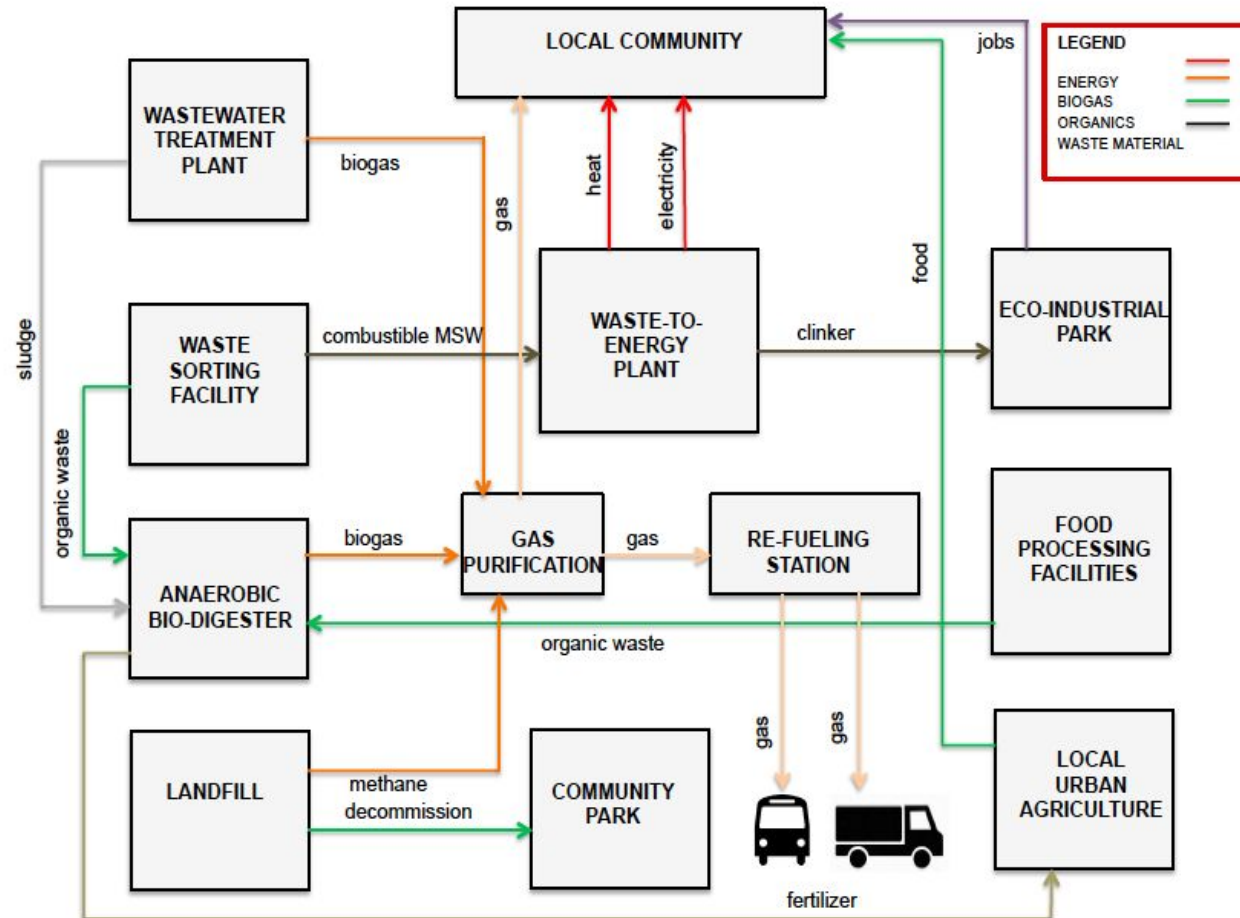 LOCAL COMMUNITY
jobs
LEGEND
ENERGY
BIOGAS
ORGANICS
WASTE MATERIAL
WASTEWATER
TREATMENT
PLANT
biogas
gas
heat
electricity
food
sludge
WASTE
SORTING
FACILITY
combustible MSW
WASTE-TO-
ENERGY
PLANT
clinker
ECO-INDUSTRIAL
PARK
organic waste
ANAEROBIC
BIO-DIGESTER
biogas
GAS
PURIFICATION
gas
RE-FUELING
STATION
FOOD
PROCESSING
FACILITIES
organic waste
LANDFILL
methane
decommission
COMMUNITY
PARK
gas
gas
LOCAL
URBAN
AGRICULTURE
fertilizer